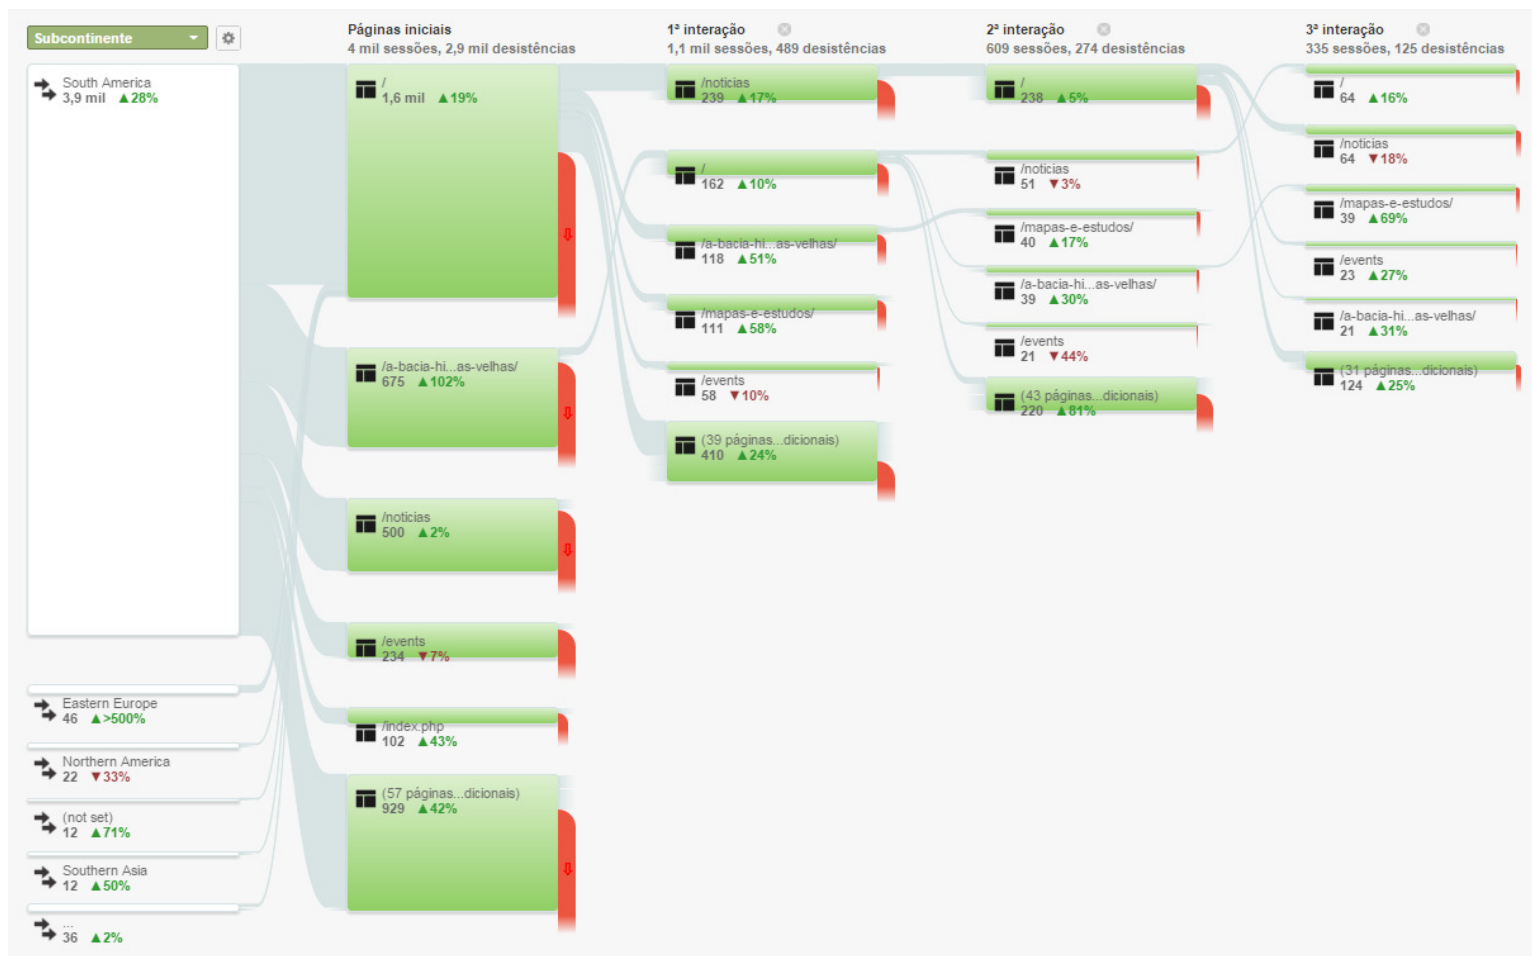 Subcontinente
South America
3,9 mil ▲28%
Eastern Europe
46 ▲>500%
Northern America
22 ▼33%
(not set)
12 ▲71%
Southern Asia
12 ▲50%
...
36 ▲2%
Páginas iniciais
4 mil sessões, 2,9 mil desistências
/
1,6 mil ▲19%
/a-bacia-hi...as-velhas/
675 ▲102%
/noticias
500 ▲2%
/events
234 ▼7%
/index.php
102 ▲43%
(57 páginas...dicionais)
929 ▲42%
1ª interação
1,1 mil sessões, 489 desistências
/noticias
239 ▲17%
/
162 ▲10%
/a-bacia-hi...as-velhas/
118 ▲51%
/mapas-e-estudos/
111 ▲58%
/events
58 ▼10%
(39 páginas...dicionais)
410 ▲24%
2ª interação
609 sessões, 274 desistências
/
238 ▲5%
/noticias
51 ▼3%
/mapas-e-estudos/
40 ▲17%
/a-bacia-hi...as-velhas/
39 ▲30%
/events
21 ▼44%
(43 páginas...dicionais)
220 ▲81%
3ª interação
335 sessões, 125 desistências
/
64 ▲16%
/noticias
64 ▼18%
/mapas-e-estudos/
39 ▲69%
/events
23 ▲27%
/a-bacia-hi...as-velhas/
21 ▲31%
(31 páginas...dicionais)
124 ▲25%